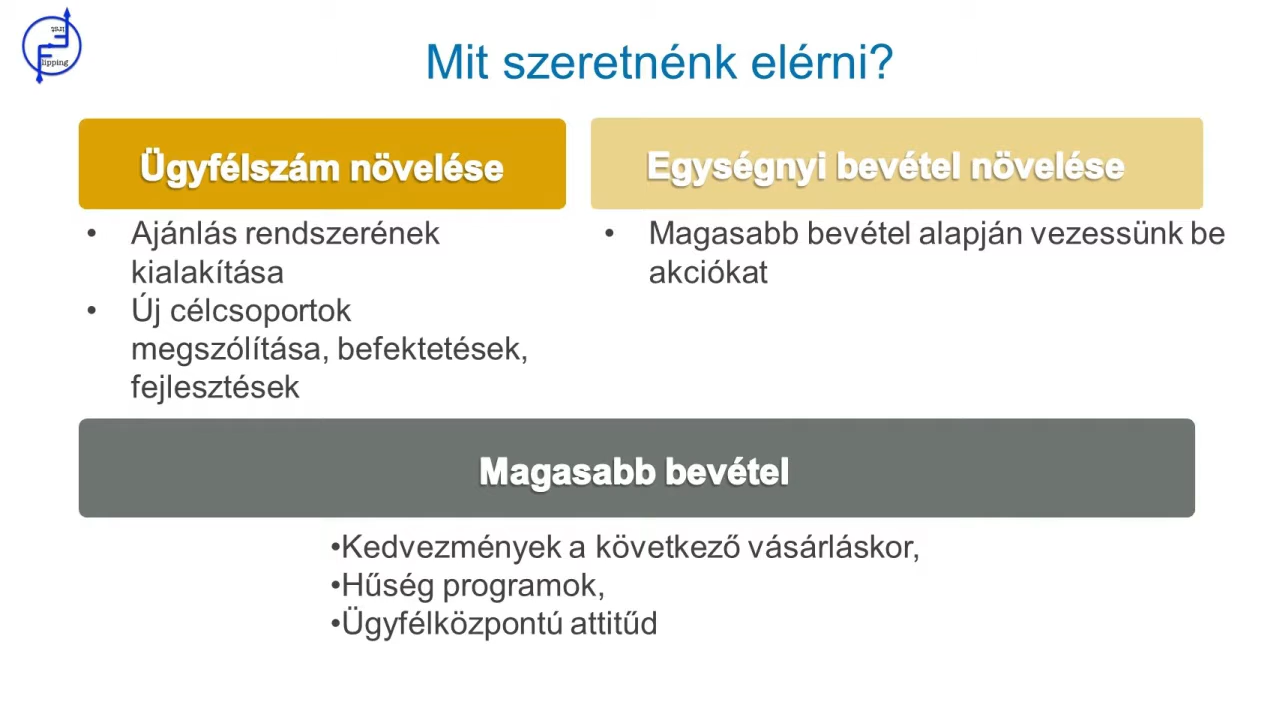 Mit szeretnénk elérni?
Ügyfélszám növelése
Egységnyi bevétel növelése
• Ajánlás rendszerének
kialakítása
• Új célcsoportok
megszólítása, befektetések,
fejlesztések
• Magasabb bevétel alapján vezessünk be
akciókat
Magasabb bevétel
•Kedvezmények a következő vásárláskor,
•Hűség programok,
•Ügyfélközpontú attitűd
lipping